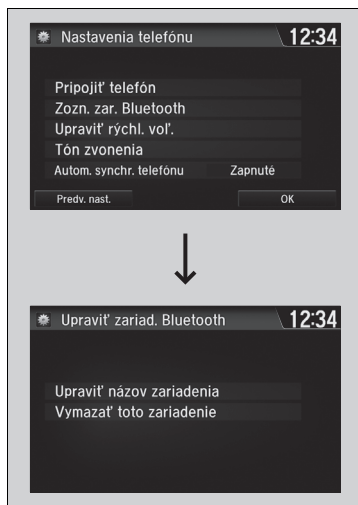 Nastavenia telefónu 12:34
Pripojiť telefón
Zozn. zar. Bluetooth
Upraviť rýchl. voľ.
Tón zvonenia
Autom. synchr. telefónu Zapnuté
Predv. nast. OK
Upraviť zariad. Bluetooth 12:34
Upraviť názov zariadenia
Vymazať toto zariadenie